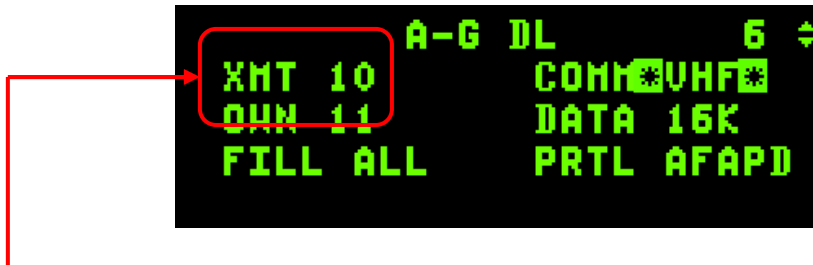 A-G DL 6
XMT 10 COMM*VHF*
OWN 11 DATA 16K
FILL ALL PRTL AFAPD